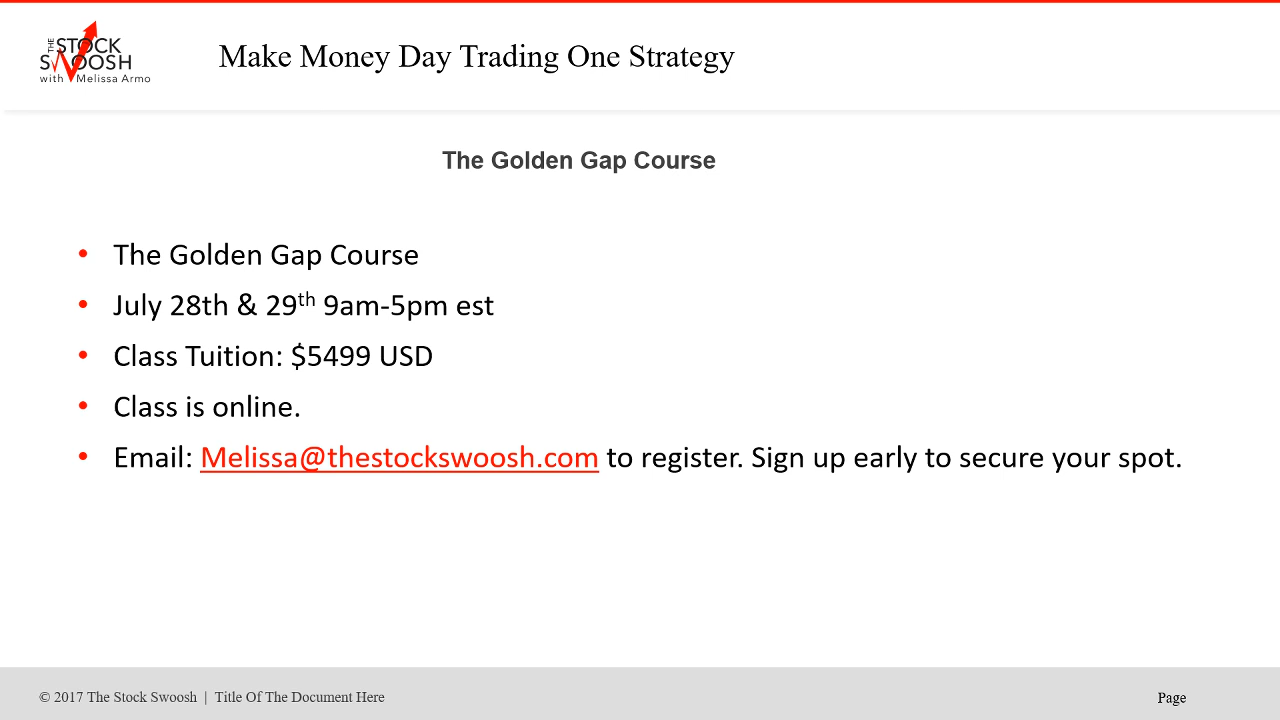 THE STOCK
SWOOSH
with Melissa Armo
Make Money Day Trading One Strategy
The Golden Gap Course
• The Golden Gap Course
• July 28th & 29th 9am-5pm est
• Class Tuition: $5499 USD
• Class is online.
• Email: Melissa@thestockswoosh.com to register. Sign up early to secure your spot.
© 2017 The Stock Swoosh | Title Of The Document Here
Page